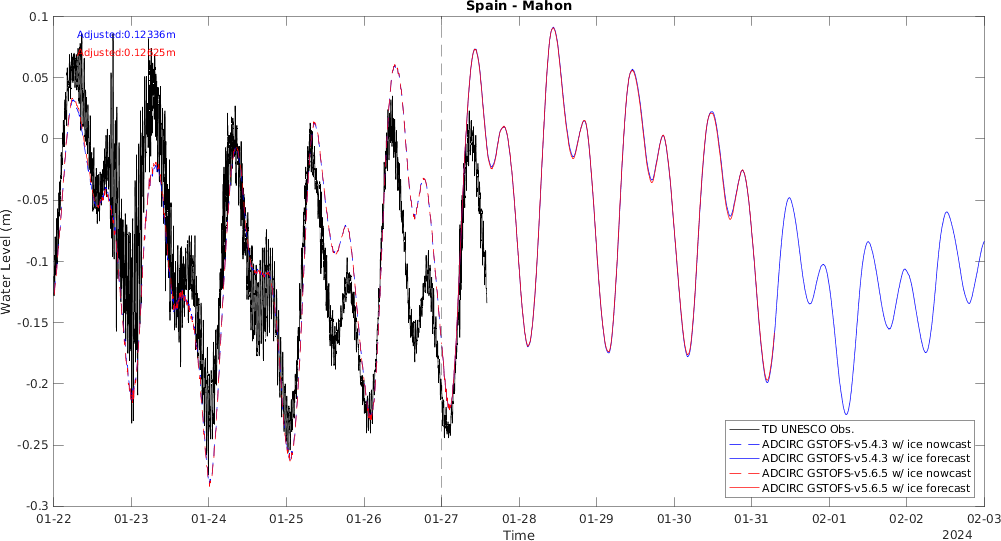 Spain - Mahon
Adjusted:0.12336m
Adjusted:0.12625m
0.1
0.05
0
-0.05
-0.1
-0.15
-0.2
-0.25
-0.3
Water Level (m)
01-22
01-23
01-24
01-25
01-26
01-27
01-28
01-29
01-30
01-31
02-01
02-02
02-03
Time
2024
TD UNESCO Obs.
ADCIRC GSTOFS-v5.4.3 w/ ice nowcast
ADCIRC GSTOFS-v5.4.3 w/ ice forecast
ADCIRC GSTOFS-v5.6.5 w/ ice nowcast
ADCIRC GSTOFS-v5.6.5 w/ ice forecast